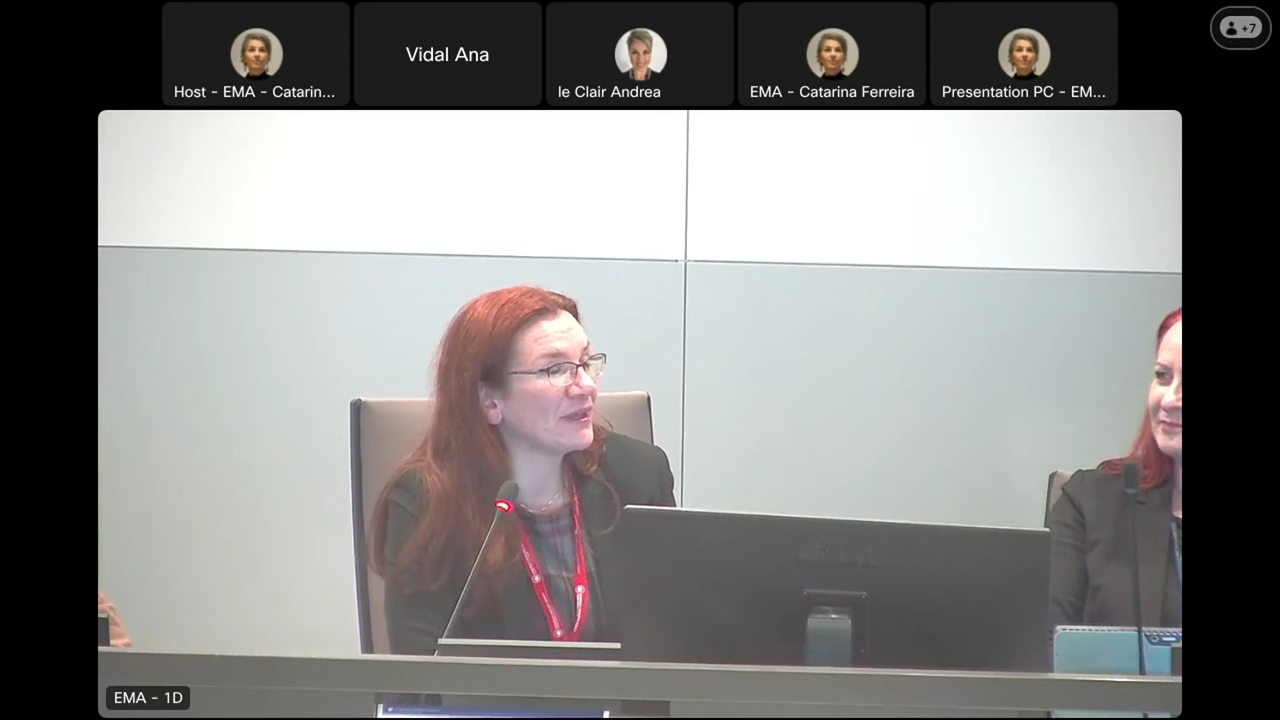 Host - EMA - Catarin...
Vidal Ana
le Clair Andrea
EMA - Catarina Ferreira
Presentation PC - EM...
+7
EMA - 1D